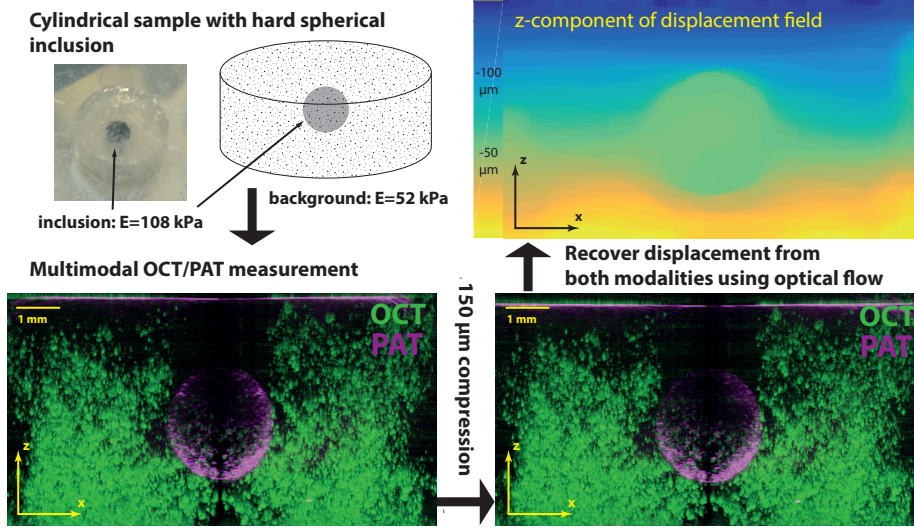 Cylindrical sample with hard spherical
inclusion
inclusion: E=108 kPa
background: E=52 kPa
z-component of displacement field
-100
μm
-50
μm
z
x
Multimodal OCT/PAT measurement
Recover displacement from
both modalities using optical flow
1 mm
OCT
PAT
z
x
150 μm compression
1 mm
OCT
PAT
z
x